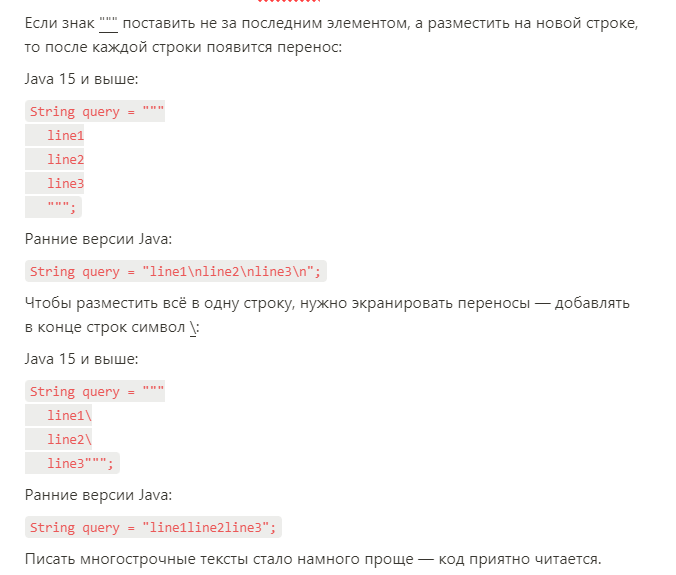 Если знак """ поставить не за последним элементом, а разместить на новой строке,
то после каждой строки появится перенос:
Java 15 и выше:
String query = """
   line1
   line2
   line3
   """;
Ранние версии Java:
String query = "line1\nline2\nline3\n";
Чтобы разместить всё в одну строку, нужно экранировать переносы — добавлять
в конце строк символ \:
Java 15 и выше:
String query = """
   line1\
   line2\
   line3""";
Ранние версии Java:
String query = "line1line2line3";
Писать многострочные тексты стало намного проще — код приятно читается.